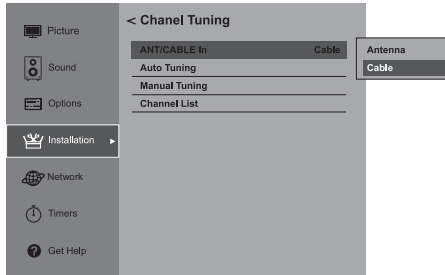 Picture
Sound
Options
Installation
Network
Timers
Get Help
< Chanel Tuning
ANT/CABLE In Cable
Auto Tuning
Manual Tuning
Channel List
Antenna
Cable